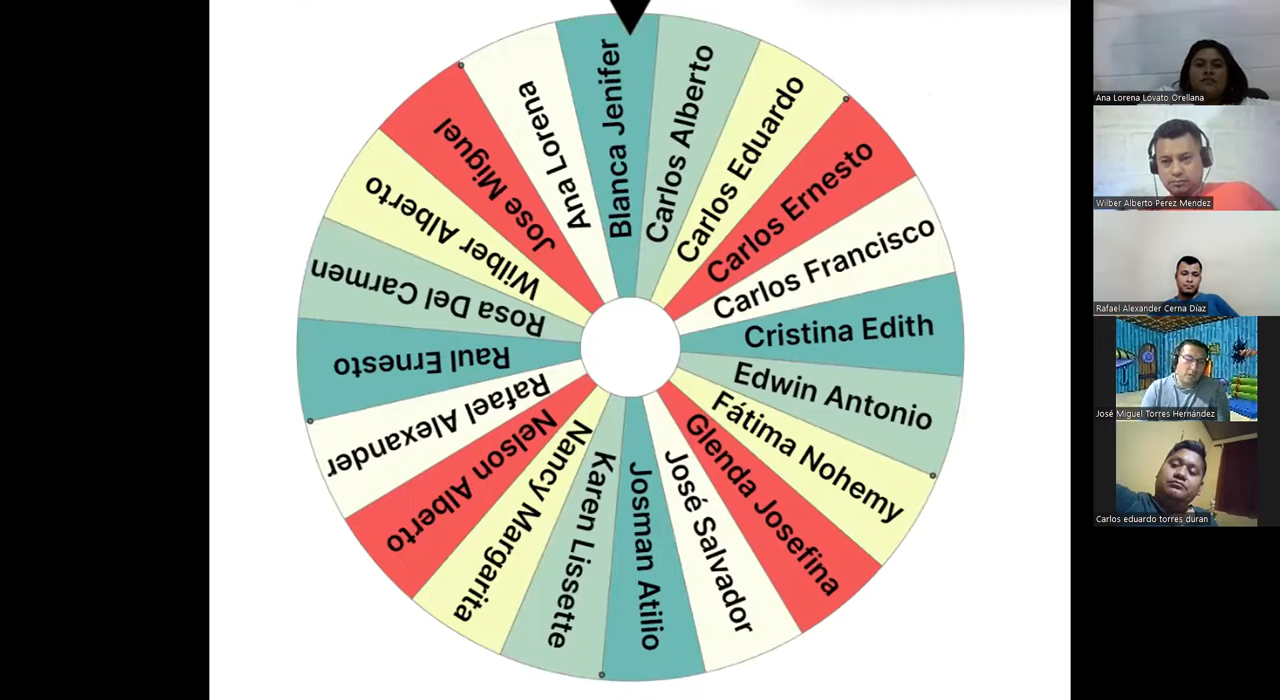 Blanca Jenifer
Carlos Alberto
Carlos Eduardo
Carlos Ernesto
Carlos Francisco
Cristina Edith
Edwin Antonio
Fátima Nohemy
Glenda Josefina
José Salvador
Josman Atilio
Karen Lissette
Nancy Margarita
Nelson Alberto
Rafael Alexander
Raul Ernesto
Rosa Del Carmen
Wilber Alberto
Jose Miguel
Ana Lorena
Ana Lorena Lovato Orellana
Wilber Alberto Perez Mendez
Rafael Alexander Cerna Díaz
José Miguel Torres Hernández
Carlos eduardo torres duran